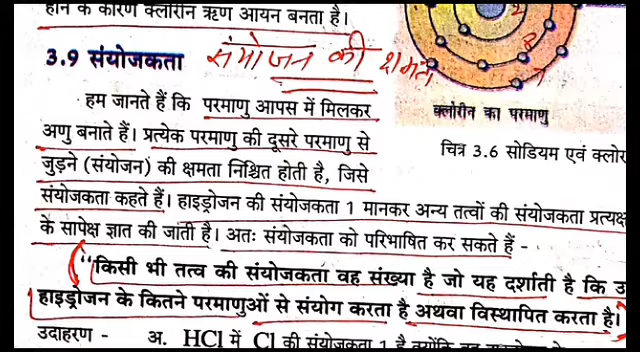 होने के कारण क्लोरीन ऋण आयन बनता है।
3.9 संयोजकता
संयोजन की क्षमता
2
8
7
क्लोरीन का परमाणु
चित्र 3.6 सोडियम एवं क्लोर
हम जानते हैं कि परमाणु आपस में मिलकर
अणु बनाते हैं। प्रत्येक परमाणु की दूसरे परमाणु से
जुड़ने (संयोजन) की क्षमता निश्चित होती है, जिसे
संयोजकता कहते हैं। हाइड्रोजन की संयोजकता 1 मानकर अन्य तत्वों की संयोजकता प्रत्यक्ष
के सापेक्ष ज्ञात की जाती है। अतः संयोजकता को परिभाषित कर सकते हैं -
"किसी भी तत्व की संयोजकता वह संख्या है जो यह दर्शाती है कि उ
हाइड्रोजन के कितने परमाणुओं से संयोग करता है अथवा विस्थापित करता है।
उदाहरण - अ. HCl में Cl की संयोजकता 1 है